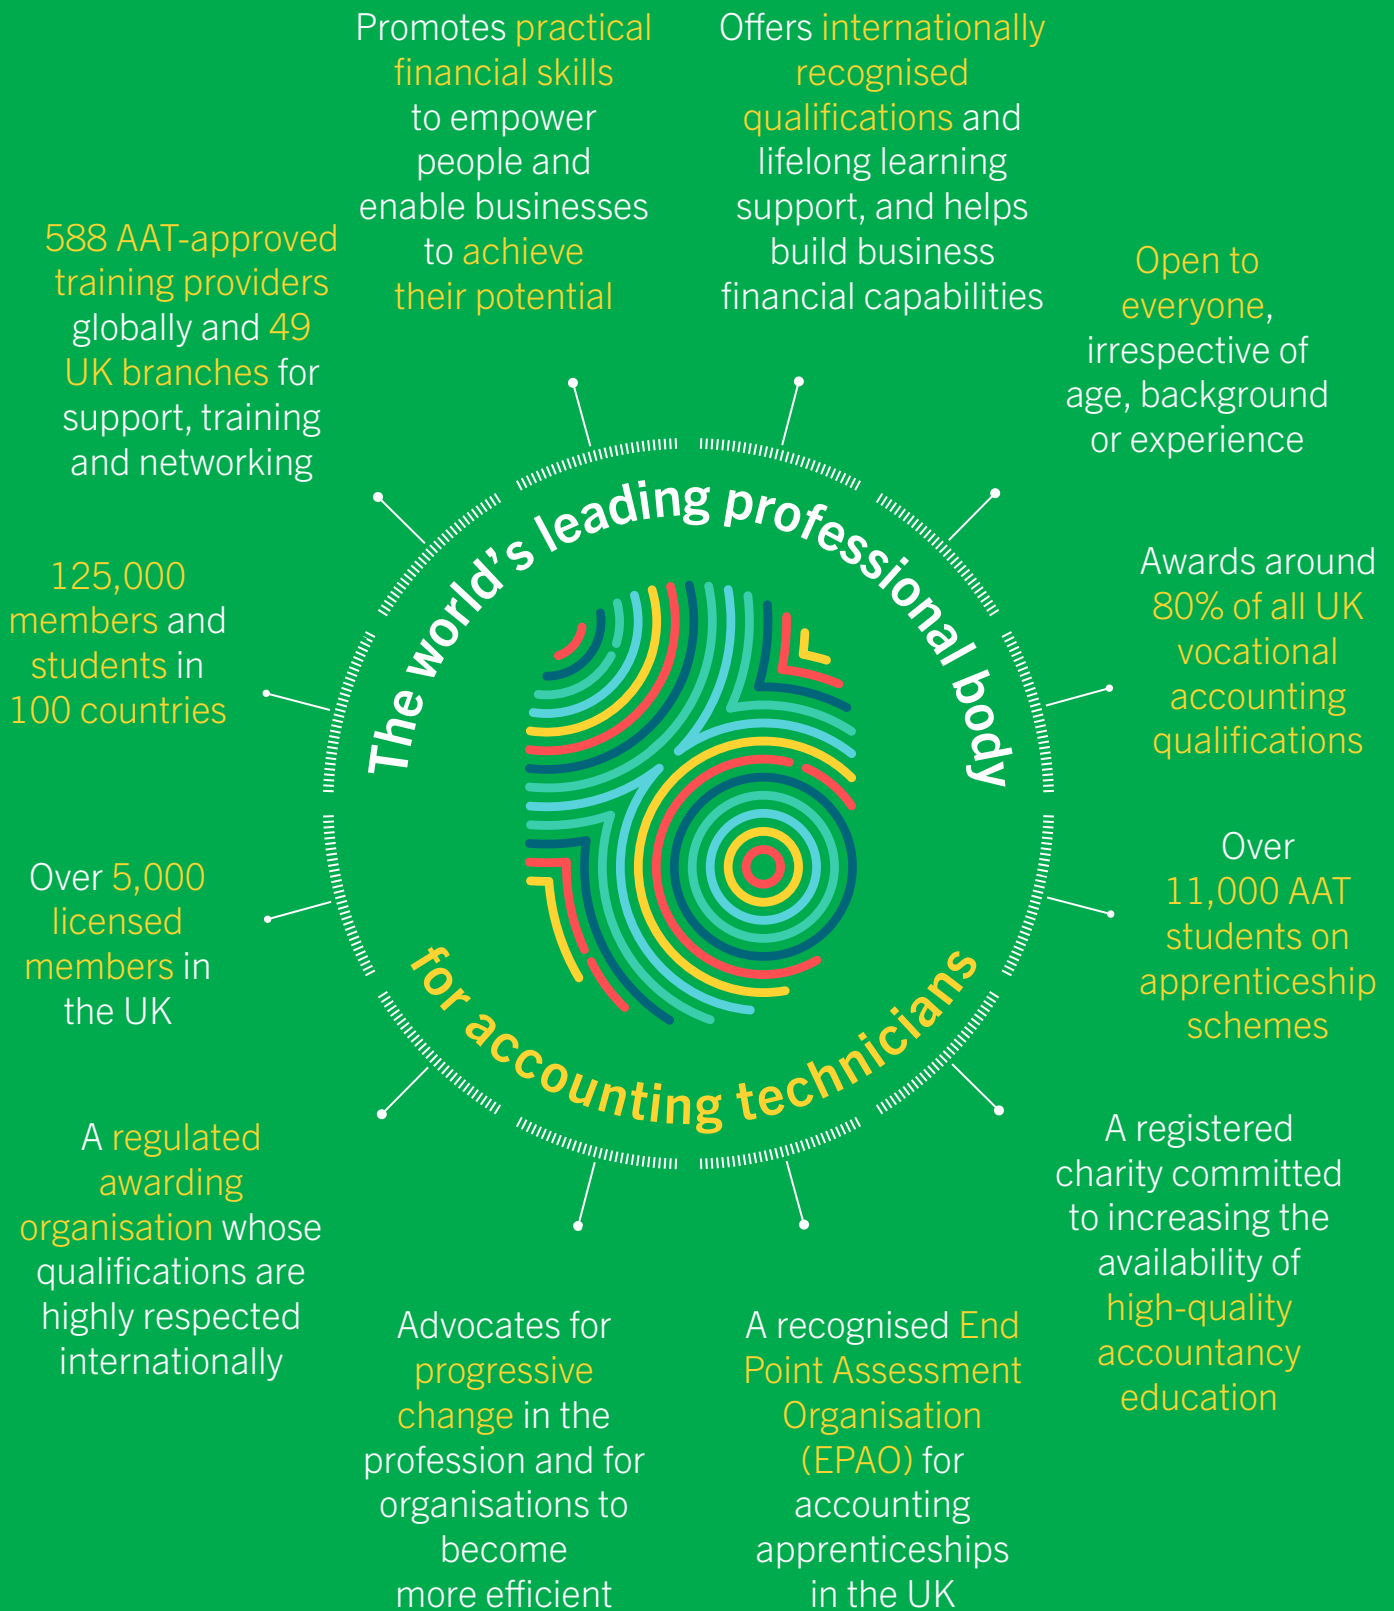 Promotes practical
financial skills
to empower
people and
enable businesses
to achieve
their potential
Offers internationally
recognised
qualifications and
lifelong learning
support, and helps
build business
financial capabilities
Open to
everyone,
irrespective of
age, background
or experience
Awards around
80% of all UK
vocational
accounting
qualifications
Over
11,000 AAT
students on
apprenticeship
schemes
A registered
charity committed
to increasing the
availability of
high-quality
accountancy
education
A recognised End
Point Assessment
Organisation
(EPAO) for
accounting
apprenticeships
in the UK
Advocates for
progressive
change in the
profession and for
organisations to
become
more efficient
A regulated
awarding
organisation whose
qualifications are
highly respected
internationally
Over 5,000
licensed
members in
the UK
125,000
members and
students in
100 countries
588 AAT-approved
training providers
globally and 49
UK branches for
support, training
and networking
The world's leading professional body
for accounting technicians